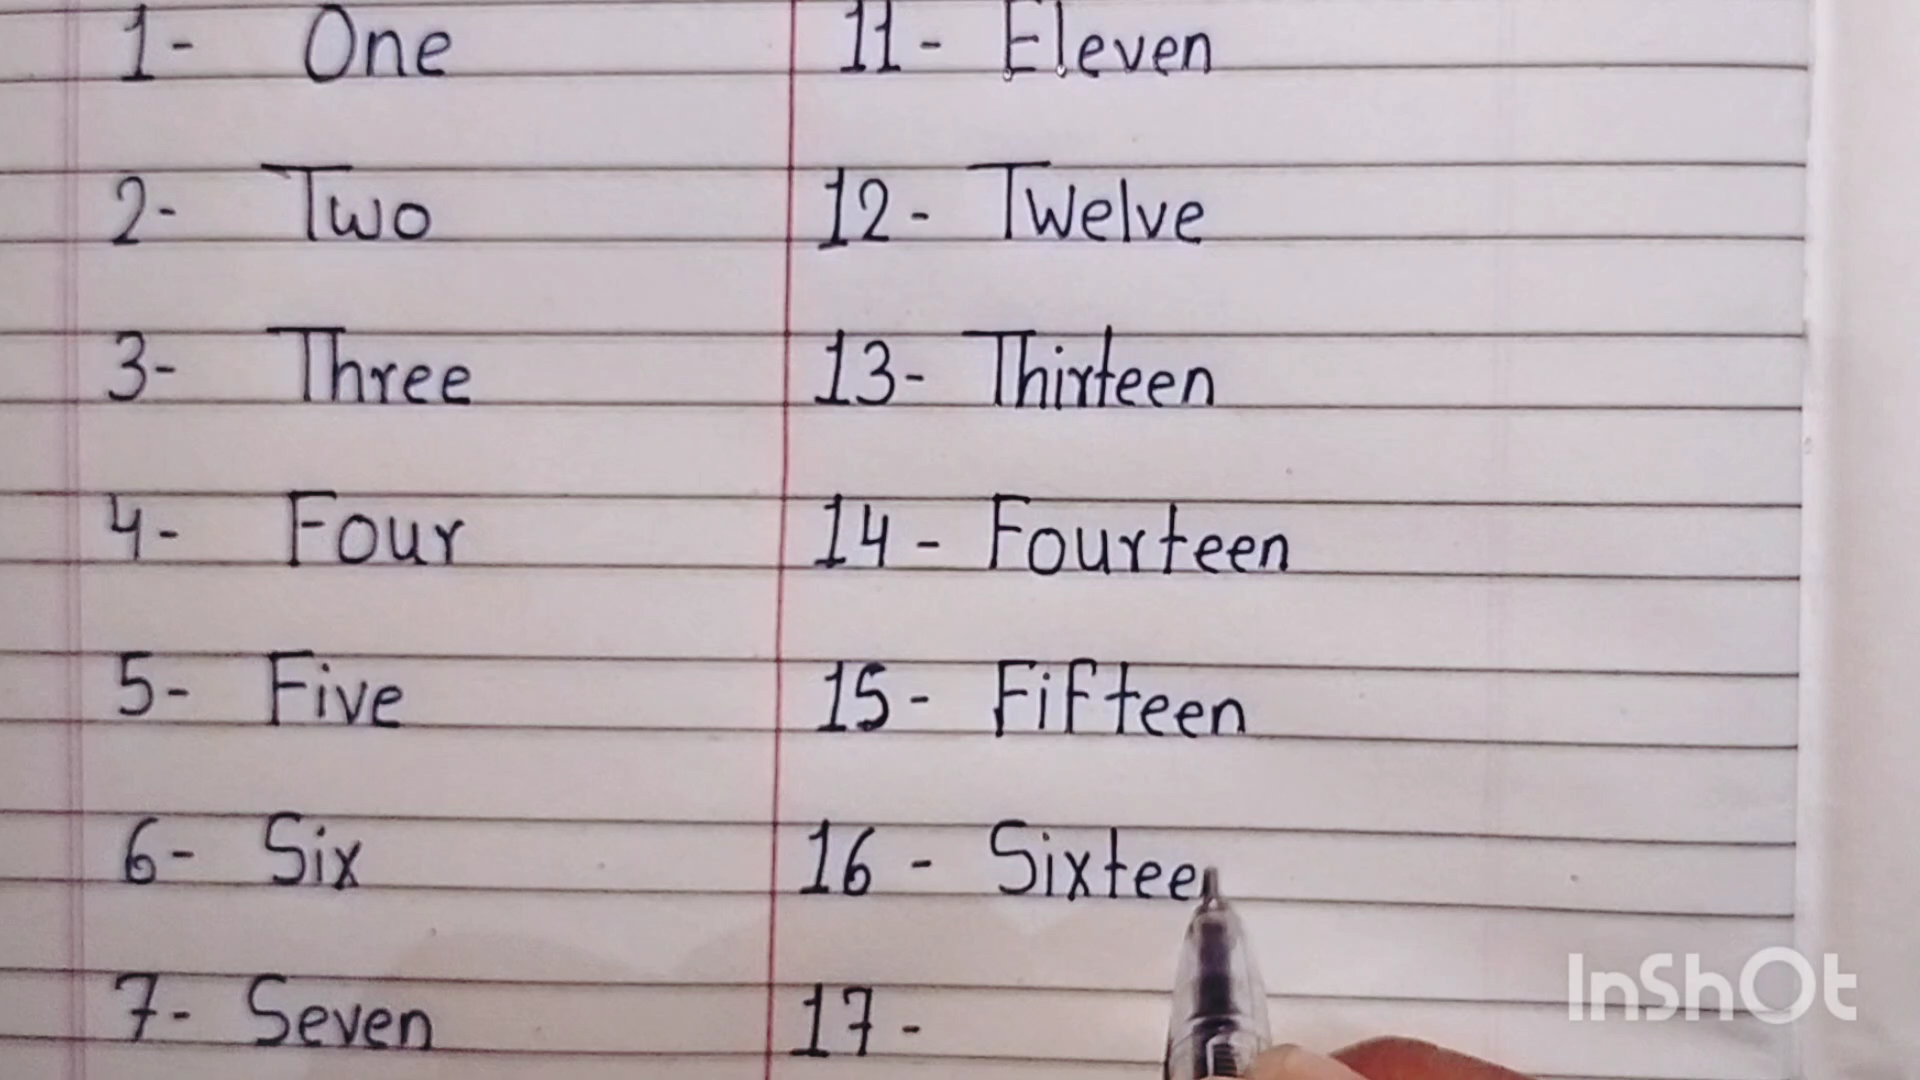 1- One
2- Two
3- Three
4- Four
5- Five
6- Six
7- Seven
11- Eleven
12- Twelve
13- Thirteen
14- Fourteen
15- Fifteen
16- Sixtee
17-
InShOt